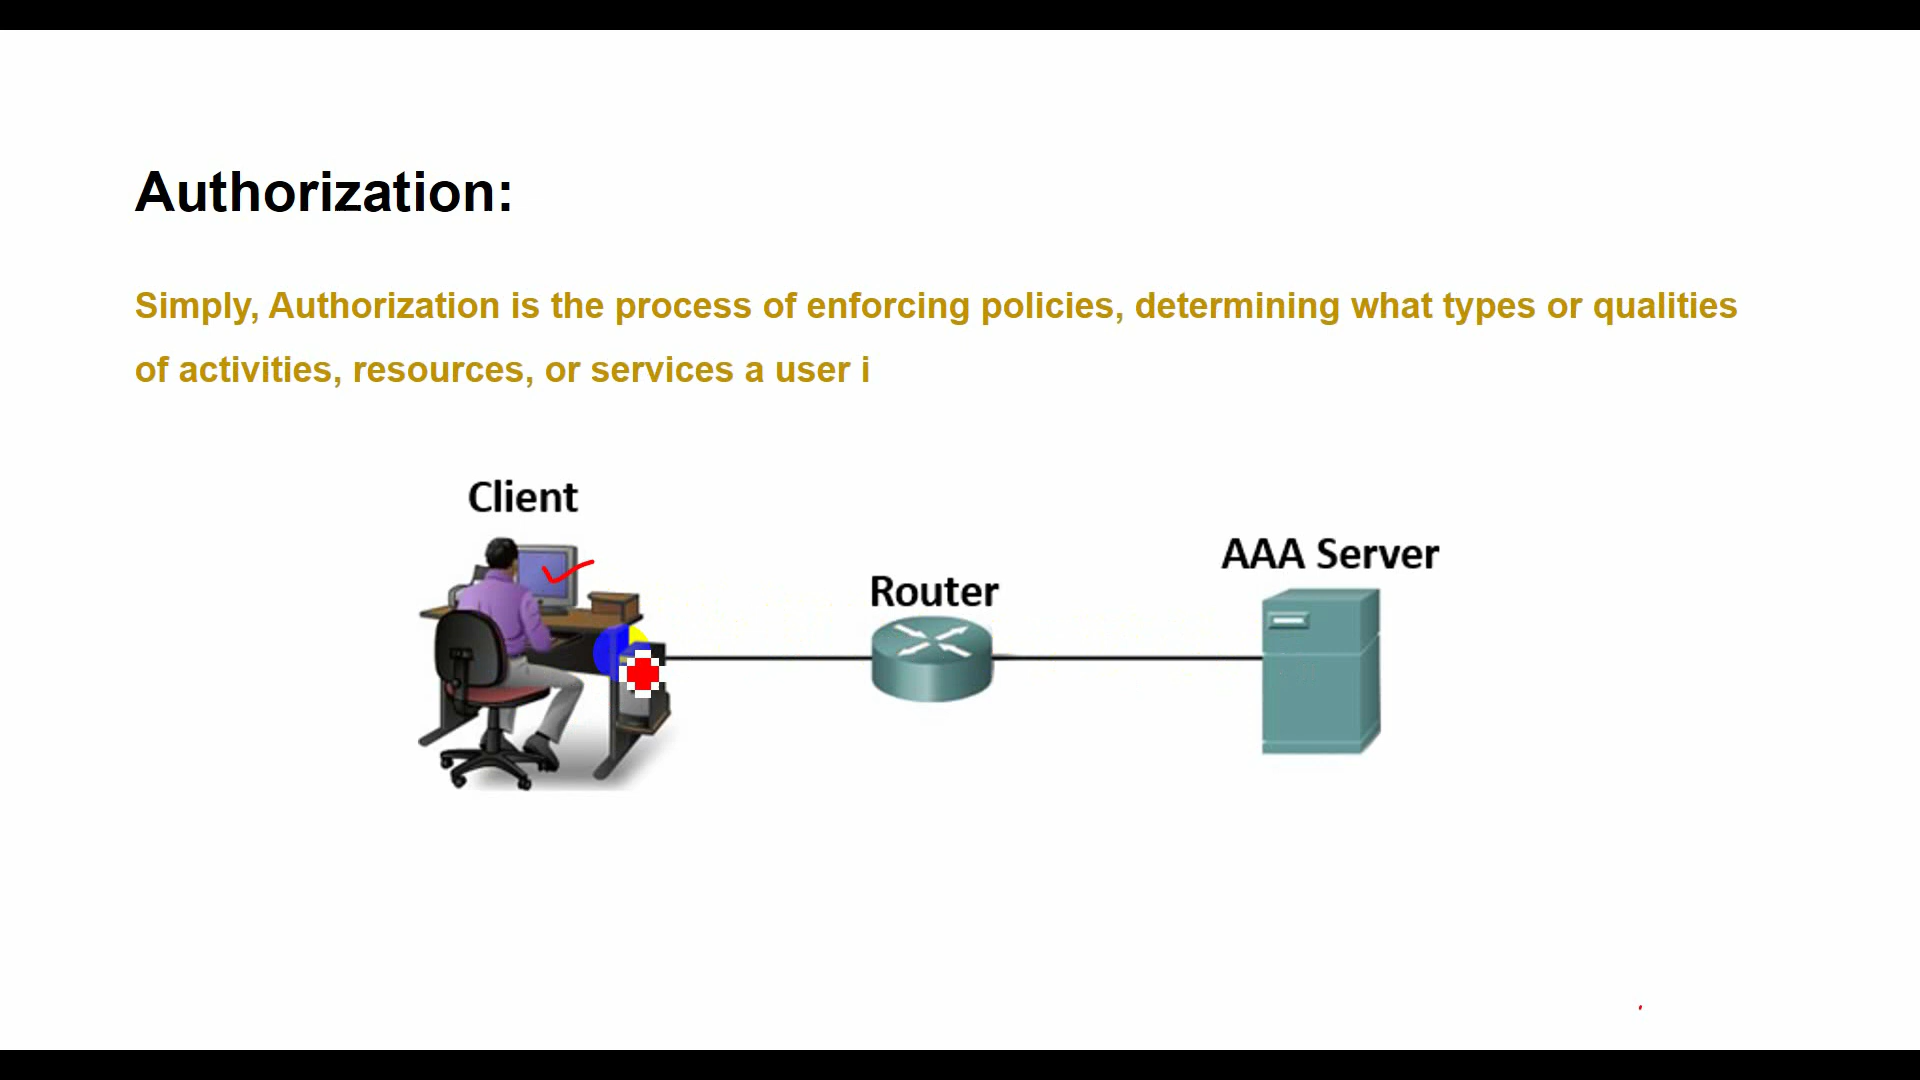 Authorization:
Simply, Authorization is the process of enforcing policies, determining what types or qualities
of activities, resources, or services a user i
Client
Router
AAA Server